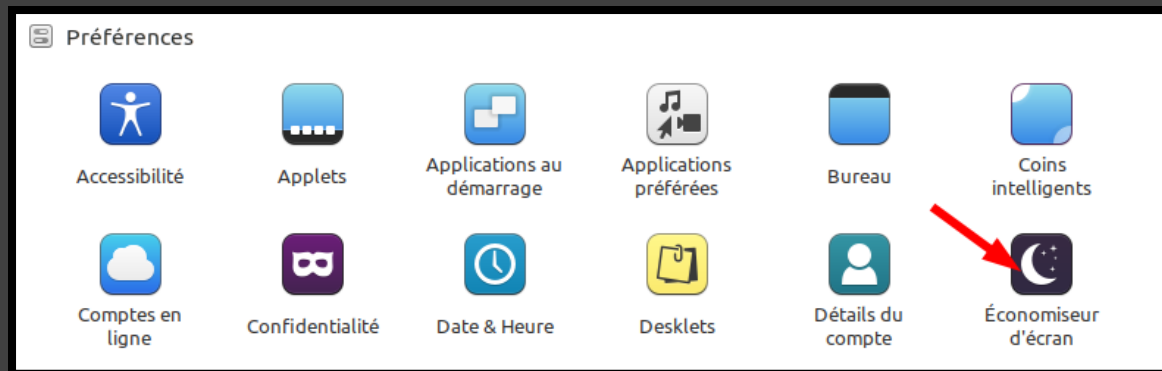 Préférences
Accessibilité
Applets
Applications au
démarrage
Applications
préférées
Bureau
Coins
intelligents
Comptes en
ligne
Confidentialité
Date & Heure
Desklets
Détails du
compte
Économiseur
d'écran